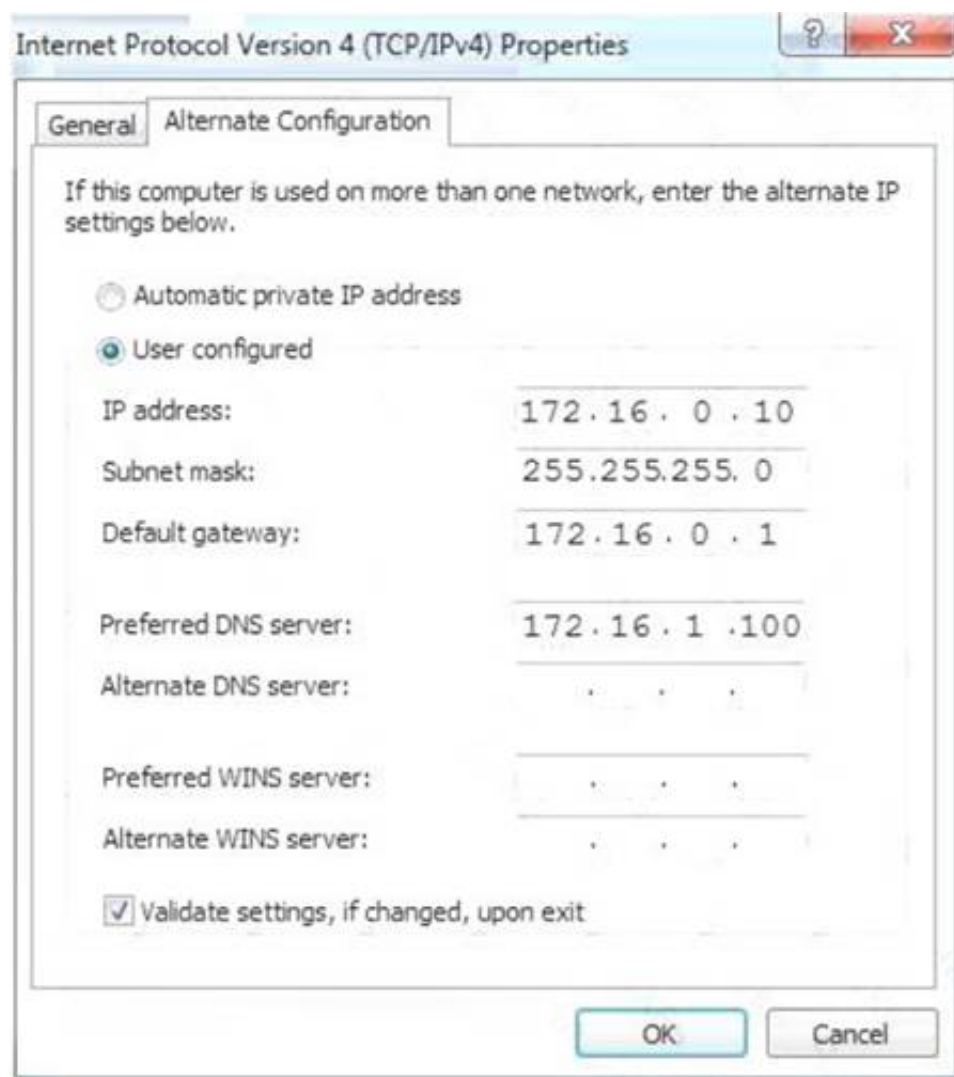 Internet Protocol Version 4 (TCP/IPv4) Properties
General
Alternate Configuration
If this computer is used on more than one network, enter the alternate IP
settings below.
Automatic private IP address
User configured
IP address: 172 . 16 . 0 . 10
Subnet mask: 255.255.255. 0
Default gateway: 172 . 16 . 0 . 1
Preferred DNS server: 172 . 16 . 1 .100
Alternate DNS server: . . .
Preferred WINS server: . . .
Alternate WINS server: . . .
Validate settings, if changed, upon exit
OK Cancel